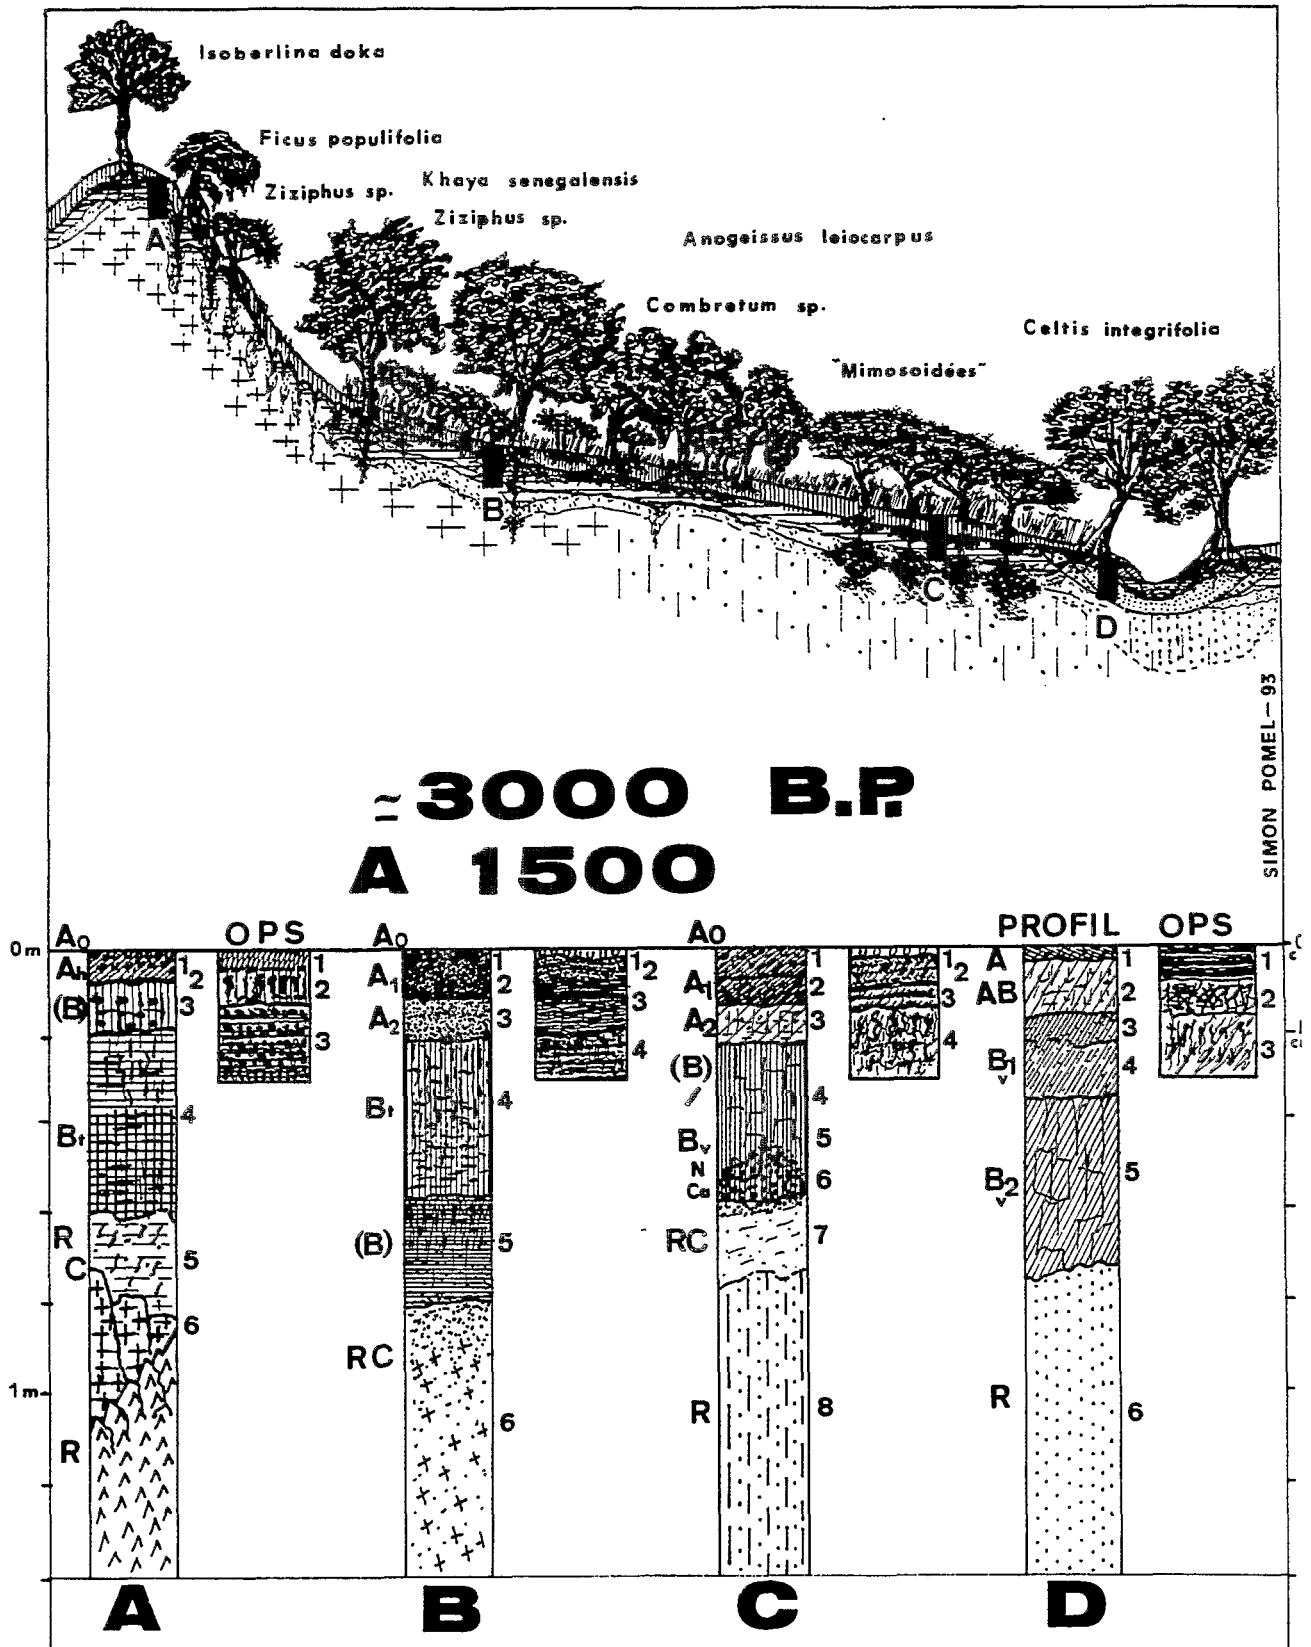 Isoberlina doka
Ficus populifolia
Ziziphus sp.
Khaya senegalensis
Ziziphus sp.
Anogeissus leiocarpus
Combretum sp.
"Mimosoidées"
Celtis integrifolia
A
B
C
D
SIMON POMEL-93
≃3000 B.P.
A 1500
0m
1m
A0
Ah
(B)
Bt
R
C
R
1
2
3
4
5
6
OPS
1
2
3
A
A0
A1
A2
Bt
(B)
RC
1
2
3
4
5
6
1
2
3
4
B
A0
A1
A2
(B)
/
Bv
N
Ca
RC
R
1
2
3
4
5
6
7
8
1
2
3
4
C
PROFIL
OPS
A
AB
B1
v
B2
v
R
1
2
3
4
5
6
1
2
3
D